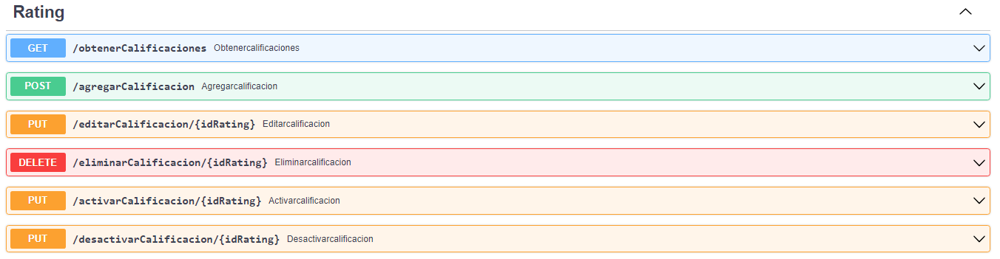 Rating
GET /obtenerCalificaciones Obtenercalificaciones
POST /agregarCalificacion Agregarcalificacion
PUT /editarCalificacion/{idRating} Editarcalificacion
DELETE /eliminarCalificacion/{idRating} Eliminarcalificacion
PUT /activarCalificacion/{idRating} Activarcalificacion
PUT /desactivarCalificacion/{idRating} Desactivarcalificacion